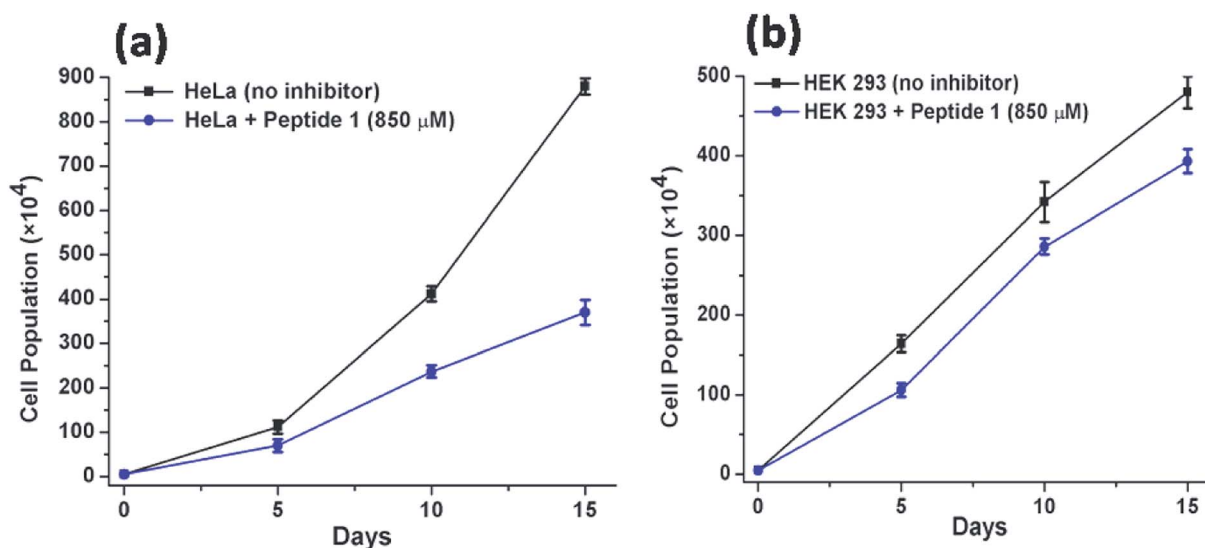 (a)
HeLa (no inhibitor)
HeLa + Peptide 1 (850 μM)
Cell Population (×10⁴)
900
800
700
600
500
400
300
200
100
0
0 5 10 15
Days
(b)
HEK 293 (no inhibitor)
HEK 293 + Peptide 1 (850 μM)
Cell Population (×10⁴)
500
400
300
200
100
0
0 5 10 15
Days